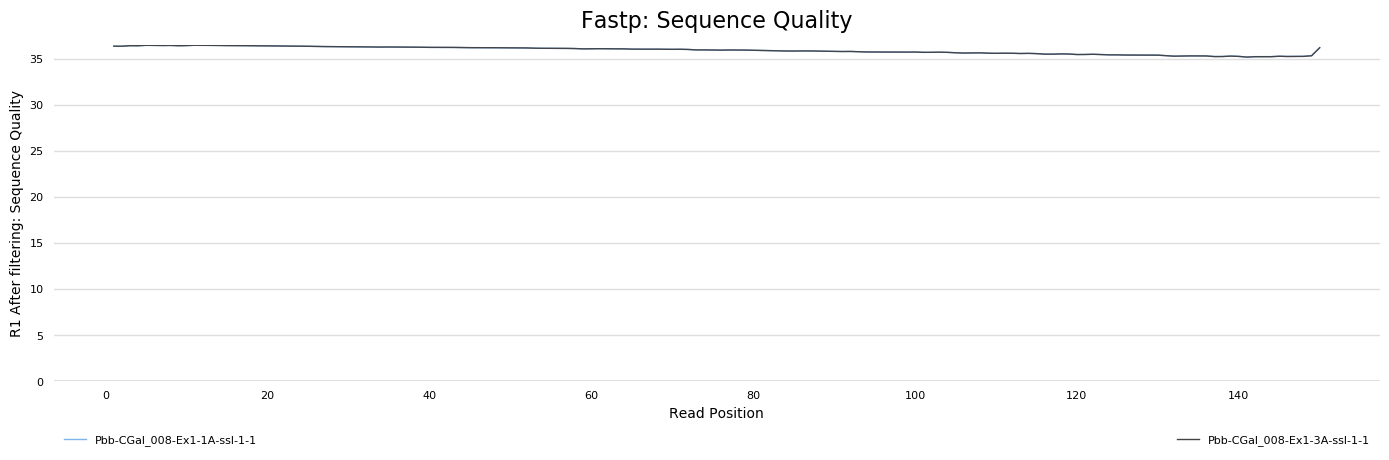 Fastp: Sequence Quality
R1 After filtering: Sequence Quality
35
30
25
20
15
10
5
0
0 20 40 60 80 100 120 140
Read Position
Pbb-CGal_008-Ex1-1A-ssl-1-1 Pbb-CGal_008-Ex1-3A-ssl-1-1